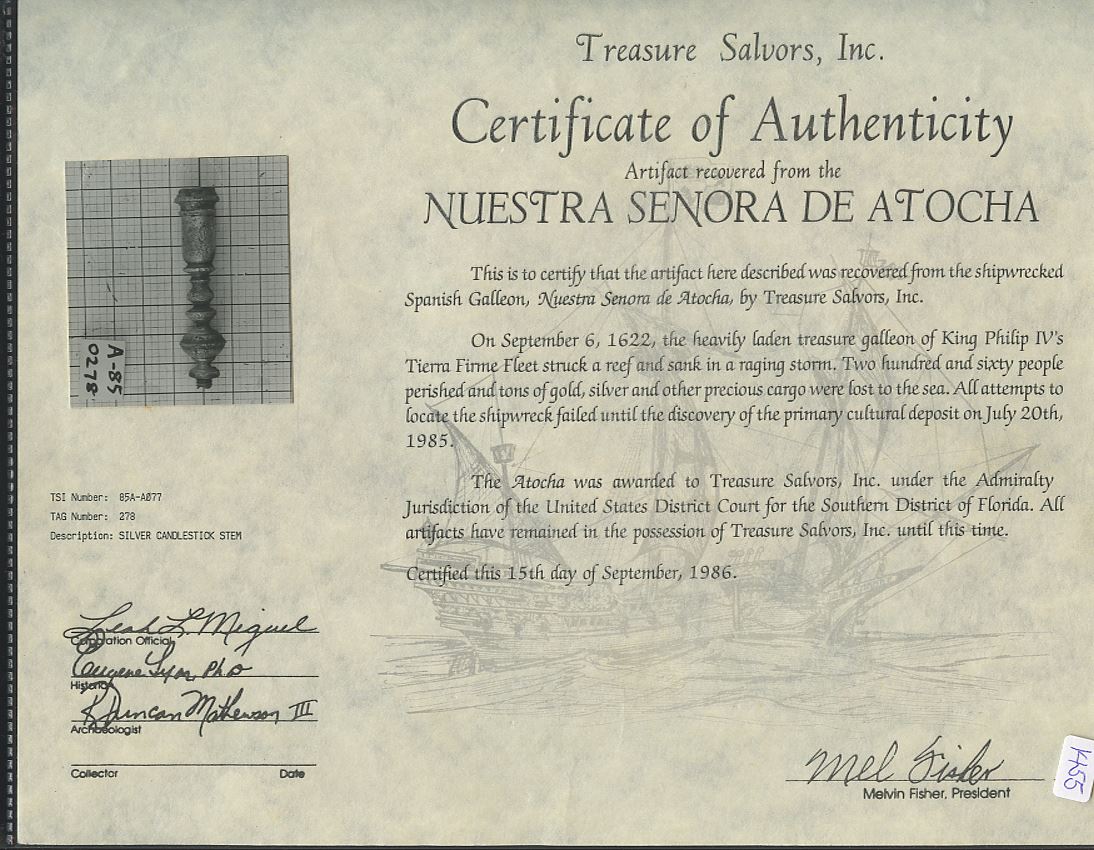 Treasure Salvors, Inc.
Certificate of Authenticity
Artifact recovered from the
NUESTRA SENORA DE ATOCHA
This is to certify that the artifact here described was recovered from the shipwrecked
Spanish Galleon, Nuestra Senora de Atocha, by Treasure Salvors, Inc.
On September 6, 1622, the heavily laden treasure galleon of King Philip IV's
Tierra Firme Fleet struck a reef and sank in a raging storm. Two hundred and sixty people
perished and tons of gold, silver and other precious cargo were lost to the sea. All attempts to
locate the shipwreck failed until the discovery of the primary cultural deposit on July 20th,
1985.
The Atocha was awarded to Treasure Salvors, Inc. under the Admiralty
Jurisdiction of the United States District Court for the Southern District of Florida. All
artifacts have remained in the possession of Treasure Salvors, Inc. until this time.
Certified this 15th day of September, 1986.
A-85
0278
TSI Number: 85A-A077
TAG Number: 278
Description: SILVER CANDLESTICK STEM
Leah L. Miguel
Corporation Official
Eugene Lyon, PhD
Historian
R Duncan Mathewson III
Archaeologist
Collector Date
Mel Fisher
Melvin Fisher, President
K455